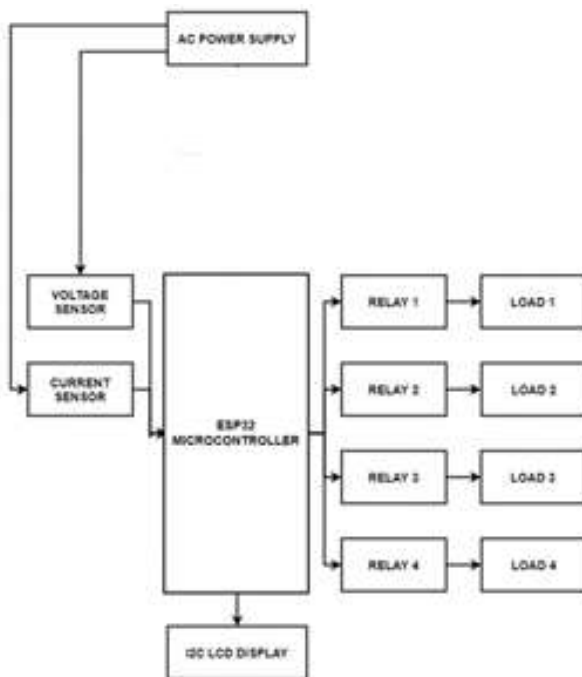 AC POWER SUPPLY
VOLTAGE
SENSOR
CURRENT
SENSOR
ESP32
MICROCONTROLLER
RELAY 1
LOAD 1
RELAY 2
LOAD 2
RELAY 3
LOAD 3
RELAY 4
LOAD 4
I2C LCD DISPLAY